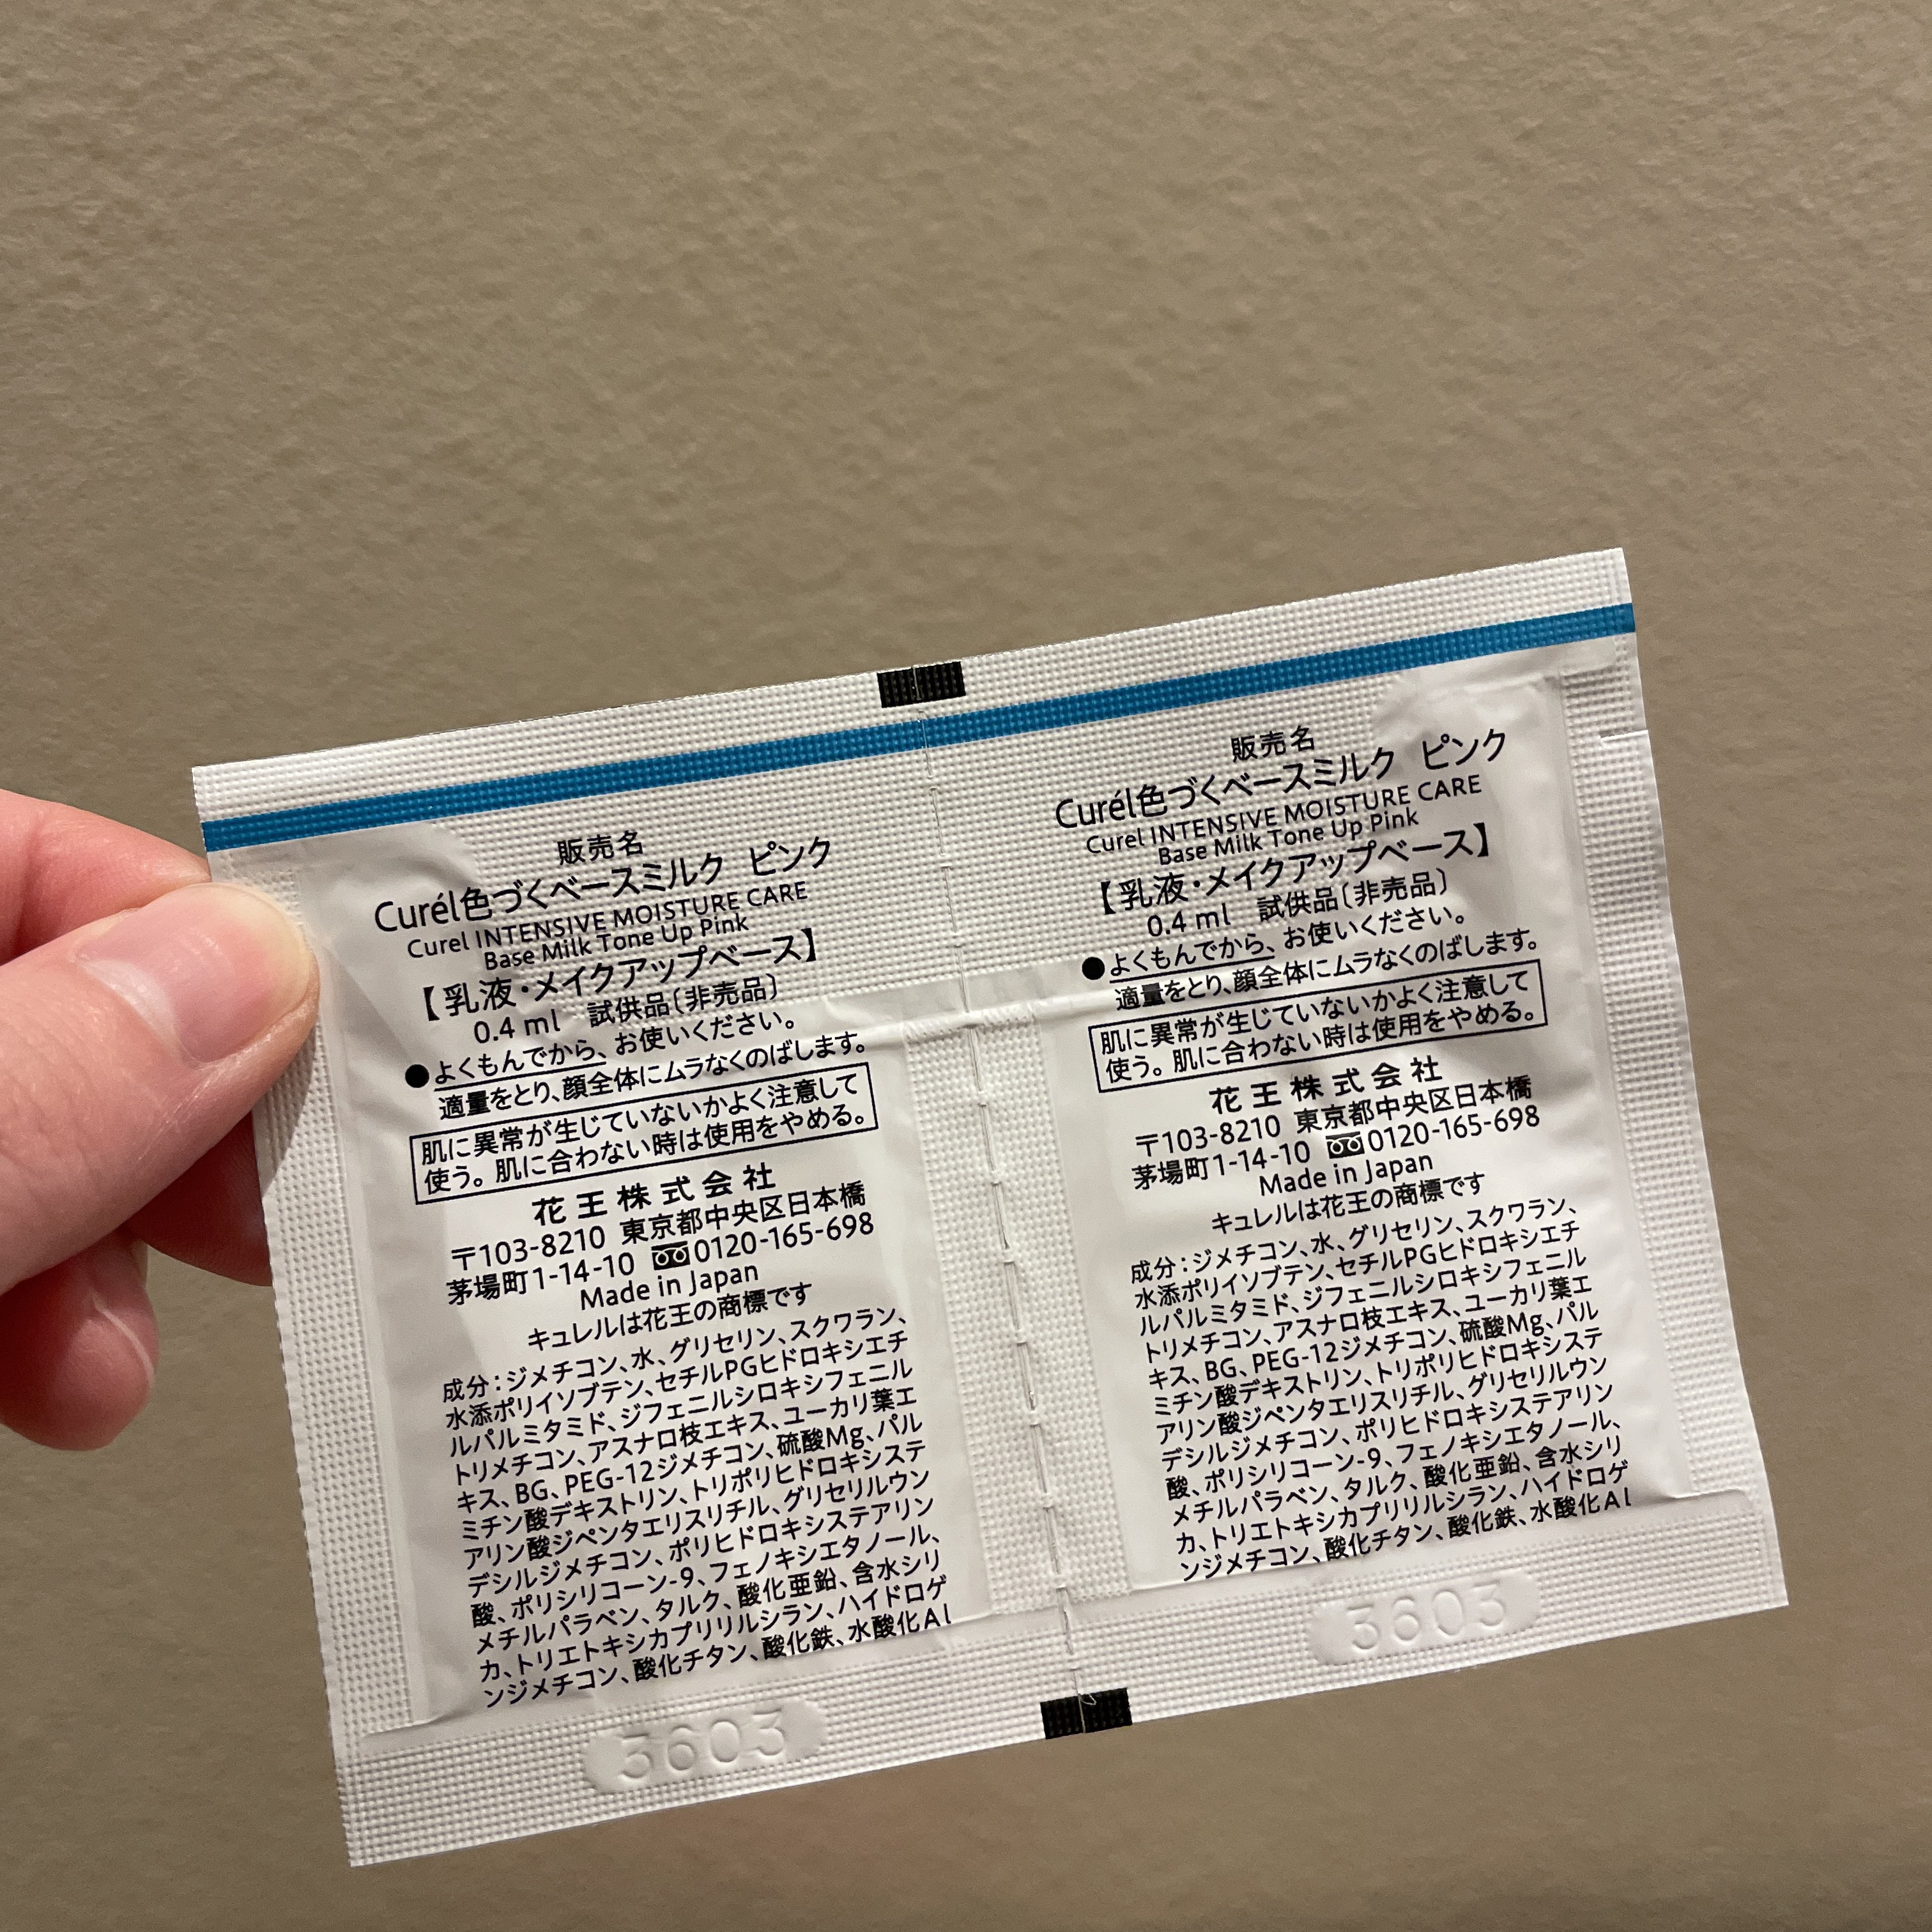 販売名
Curél色づくベースミルク ピンク
Curel INTENSIVE MOISTURE CARE
Base Milk Tone Up Pink
【乳液・メイクアップベース】
0.4 ml 試供品〔非売品〕
●よくもんでから、お使いください。
適量をとり、顔全体にムラなくのばします。
肌に異常が生じていないかよく注意して
使う。肌に合わない時は使用をやめる。
花王株式会社
〒103-8210 東京都中央区日本橋
茅場町1-14-10 0120-165-698
Made in Japan
キュレルは花王の商標です
成分：ジメチコン、水、グリセリン、スクワラン、
水添ポリイソブテン、セチルPGヒドロキシエチ
ルパルミタミド、ジフェニルシロキシフェニル
トリメチコン、アスナロ枝エキス、ユーカリ葉エ
キス、BG、PEG-12ジメチコン、硫酸Mg、パル
ミチン酸デキストリン、トリポリヒドロキシステ
アリン酸ジペンタエリスリチル、グリセリルウン
デシルジメチコン、ポリヒドロキシステアリン
酸、ポリシリコーン-9、フェノキシエタノール、
メチルパラベン、タルク、酸化亜鉛、含水シリ
カ、トリエトキシカプリリルシラン、ハイドロゲ
ンジメチコン、酸化チタン、酸化鉄、水酸化Al
3603
販売名
Curél色づくベースミルク ピンク
Curel INTENSIVE MOISTURE CARE
Base Milk Tone Up Pink
【乳液・メイクアップベース】
0.4 ml 試供品〔非売品〕
●よくもんでから、お使いください。
適量をとり、顔全体にムラなくのばします。
肌に異常が生じていないかよく注意して
使う。肌に合わない時は使用をやめる。
花王株式会社
〒103-8210 東京都中央区日本橋
茅場町1-14-10 0120-165-698
Made in Japan
キュレルは花王の商標です
成分：ジメチコン、水、グリセリン、スクワラン、
水添ポリイソブテン、セチルPGヒドロキシエチ
ルパルミタミド、ジフェニルシロキシフェニル
トリメチコン、アスナロ枝エキス、ユーカリ葉エ
キス、BG、PEG-12ジメチコン、硫酸Mg、パル
ミチン酸デキストリン、トリポリヒドロキシステ
アリン酸ジペンタエリスリチル、グリセリルウン
デシルジメチコン、ポリヒドロキシステアリン
酸、ポリシリコーン-9、フェノキシエタノール、
メチルパラベン、タルク、酸化亜鉛、含水シリ
カ、トリエトキシカプリリルシラン、ハイドロゲ
ンジメチコン、酸化チタン、酸化鉄、水酸化Al
3603